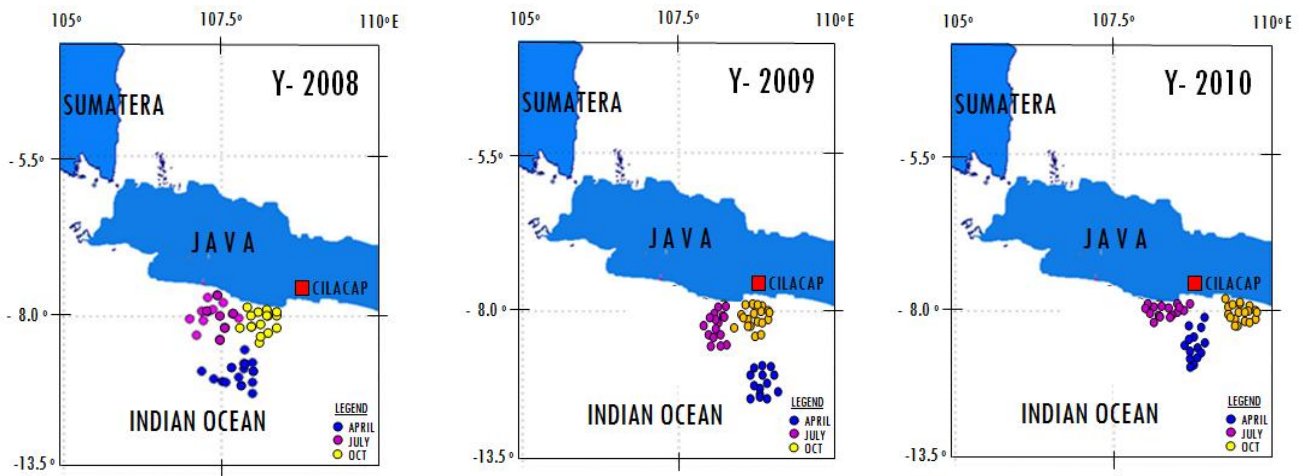 105° 107.5° 110°E
Y- 2008
SUMATERA
- 5.5°
JAVA
CILACAP
- 8.0°
INDIAN OCEAN
LEGEND
APRIL
JULY
OCT
-13.5°
105° 107.5° 110°E
Y- 2009
SUMATERA
- 5.5°
JAVA
CILACAP
- 8.0°
INDIAN OCEAN
LEGEND
APRIL
JULY
OCT
-13.5°
105° 107.5° 110°E
Y- 2010
SUMATERA
- 5.5°
JAVA
CILACAP
- 8.0°
INDIAN OCEAN
LEGEND
APRIL
JULY
OCT
-13.5°